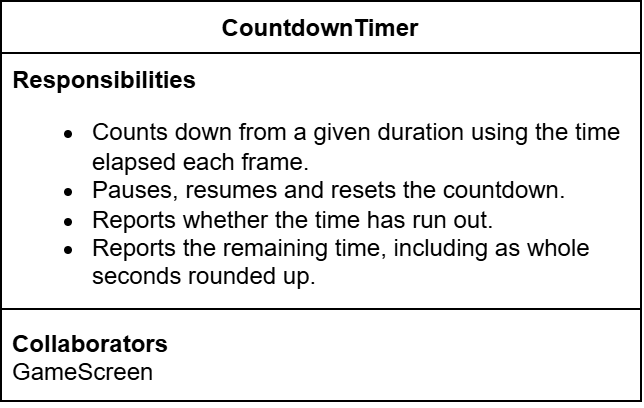 CountdownTimer
Responsibilities
• Counts down from a given duration using the time
elapsed each frame.
• Pauses, resumes and resets the countdown.
• Reports whether the time has run out.
• Reports the remaining time, including as whole
seconds rounded up.
Collaborators
GameScreen